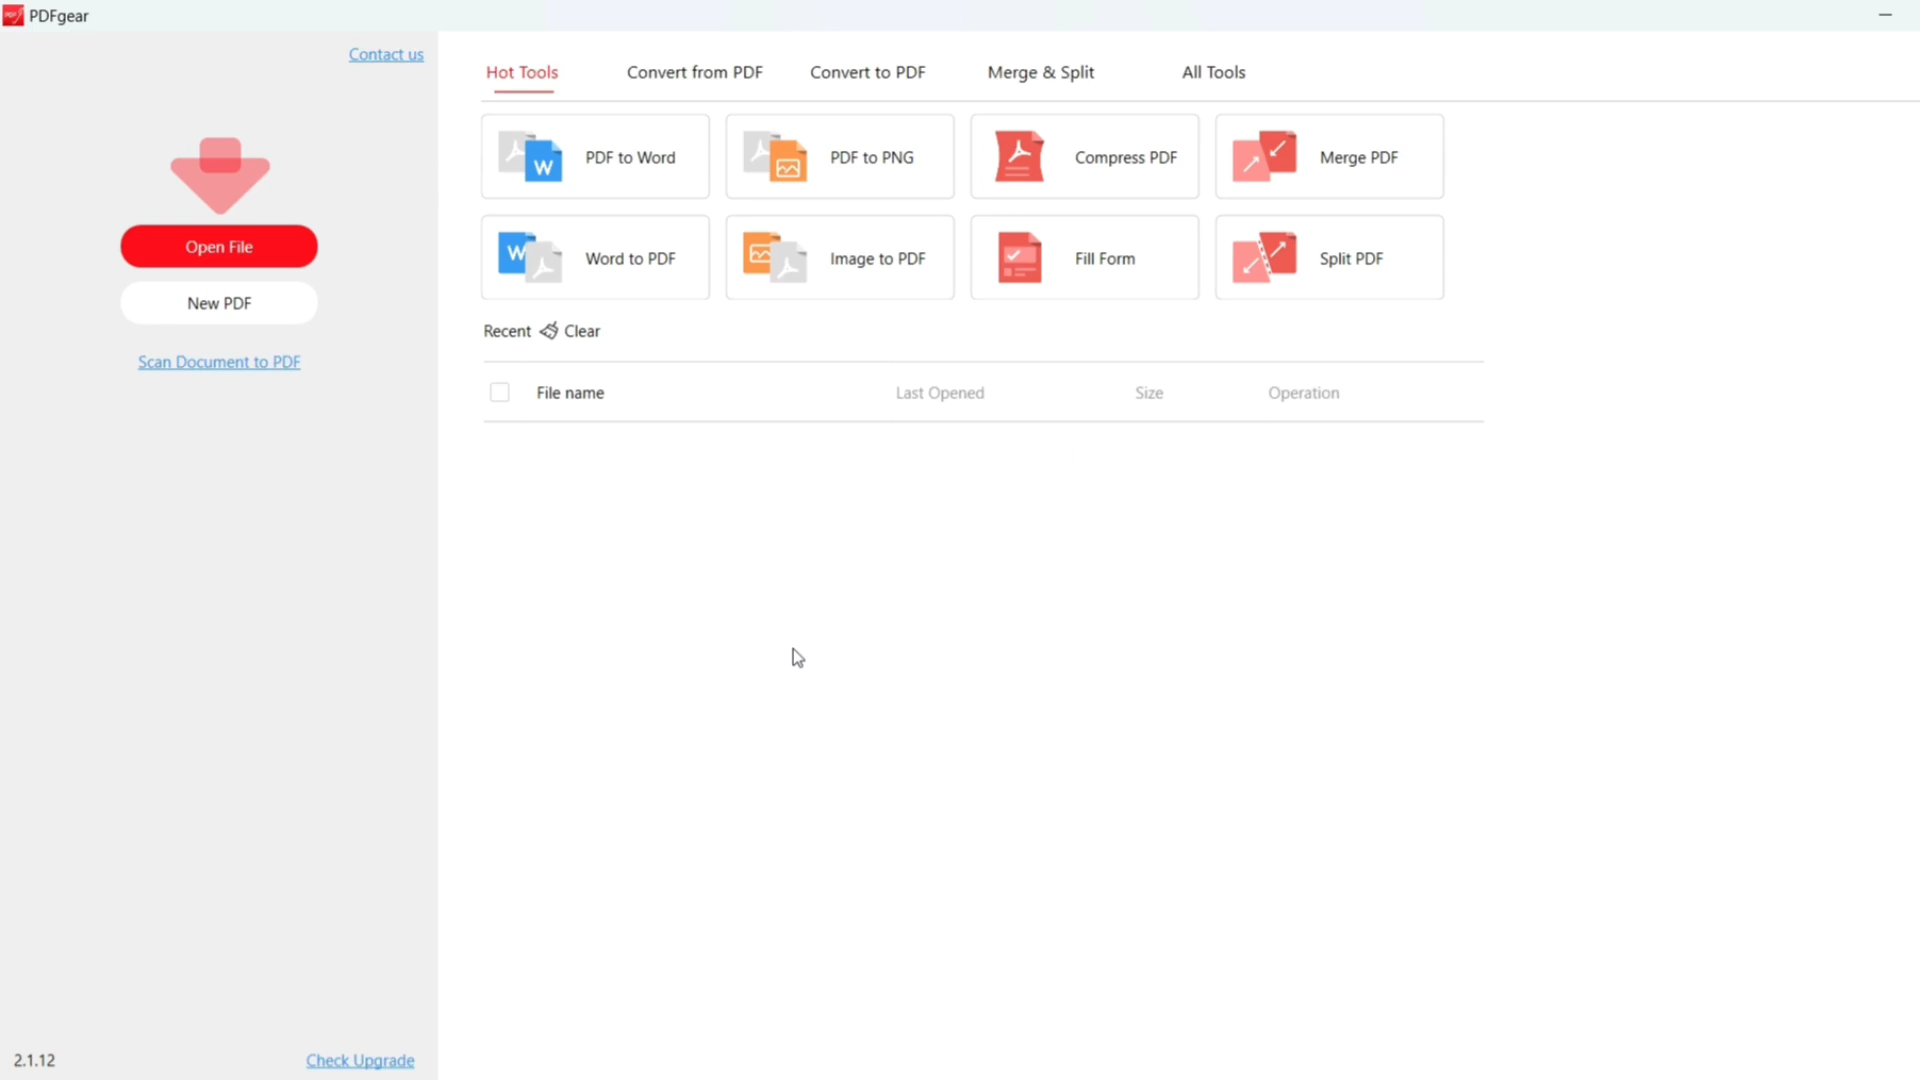 PDFgear
Contact us
Open File
New PDF
Scan Document to PDF
2.1.12
Check Upgrade
Hot Tools Convert from PDF Convert to PDF Merge & Split All Tools
PDF to Word PDF to PNG Compress PDF Merge PDF
Word to PDF Image to PDF Fill Form Split PDF
Recent Clear
File name Last Opened Size Operation